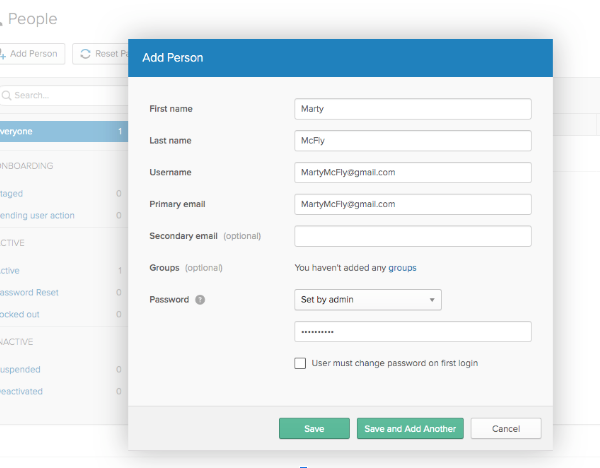 People
Add Person
Reset Pa
Search...
veryone 1
NBOARDING
taged 0
ending user action 0
CTIVE
ctive 1
assword Reset 0
ocked out 0
NACTIVE
uspended 0
eactivated 0
Add Person
First name Marty
Last name McFly
Username MartyMcFly@gmail.com
Primary email MartyMcFly@gmail.com
Secondary email (optional)
Groups (optional) You haven't added any groups
Password ? Set by admin
••••••••••
User must change password on first login
Save Save and Add Another Cancel